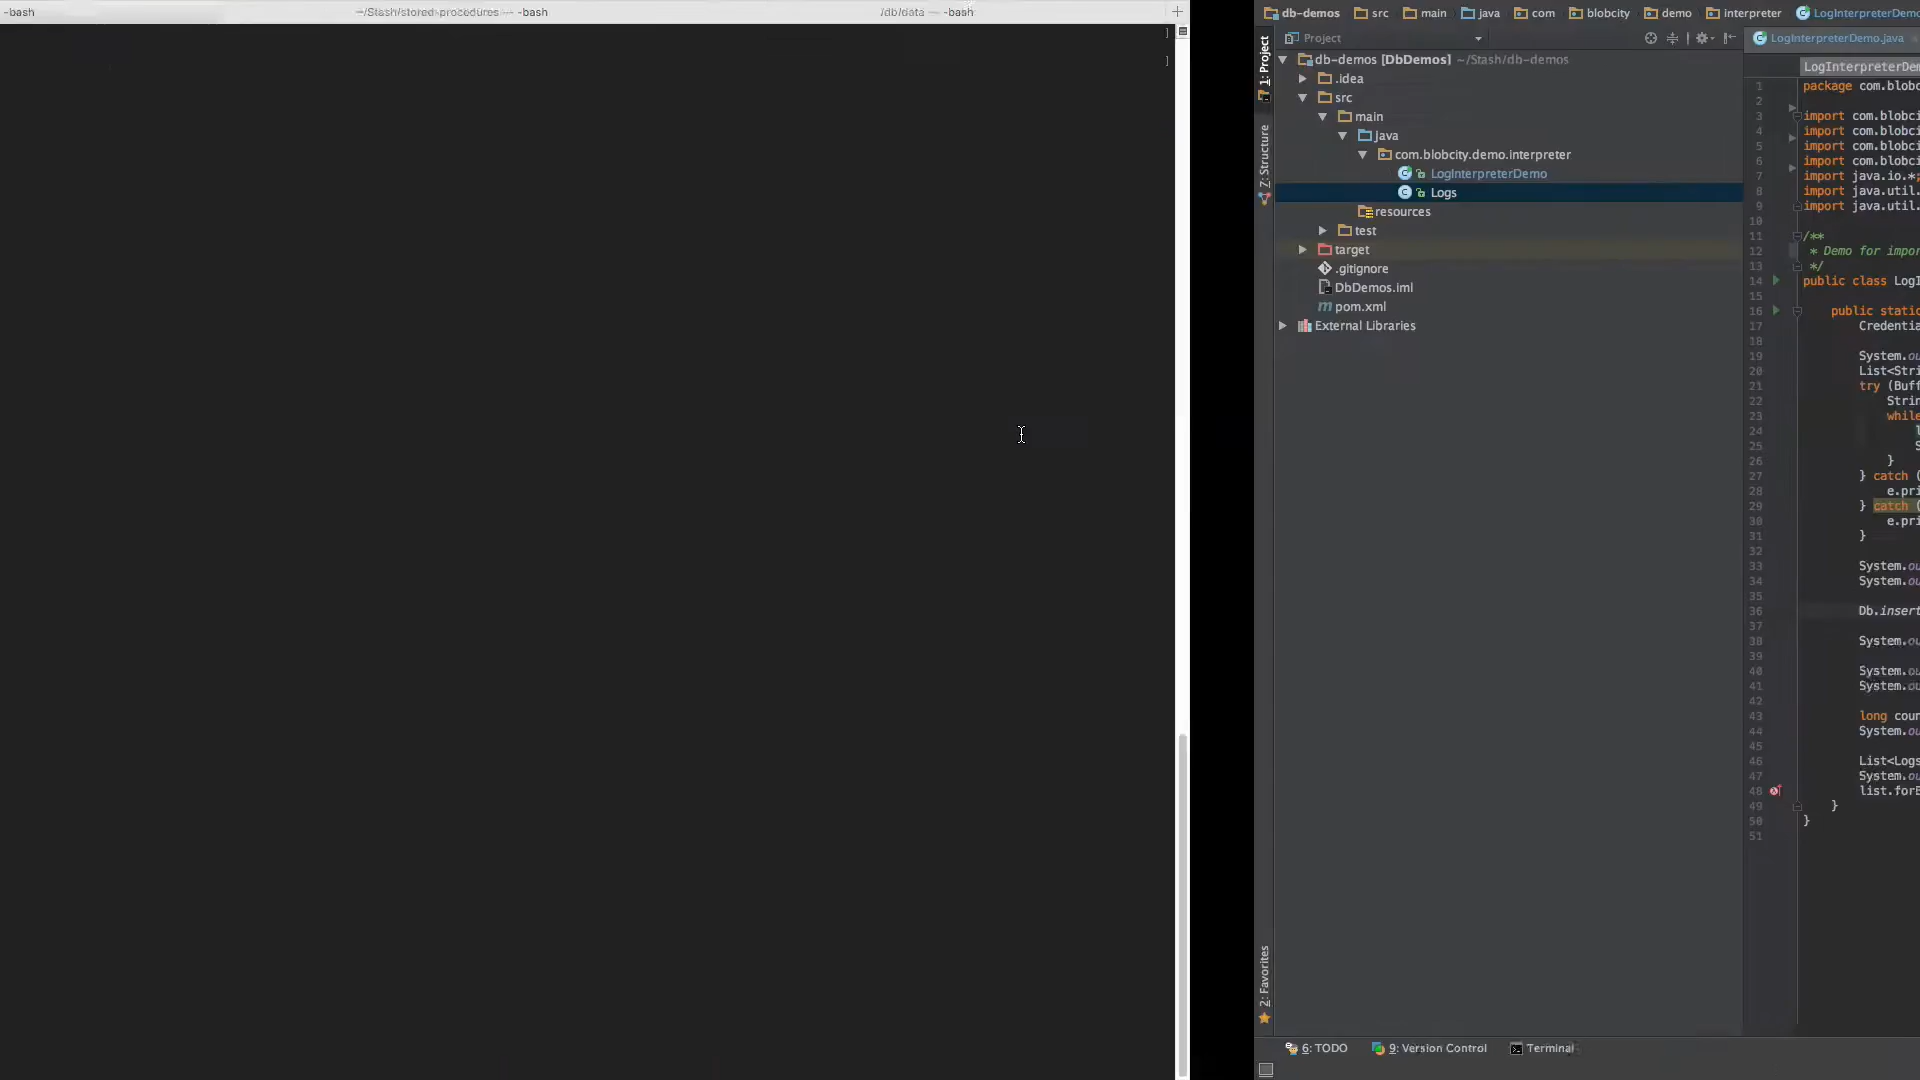 -bash
~/Stash/stored-procedures — -bash
/db/data — -bash
+
]
]
db-demos
src
main
java
com
blobcity
demo
interpreter
LogInterpreterDemo
Project
LogInterpreterDemo.java
1: Project
Z: Structure
2: Favorites
db-demos [DbDemos] ~/Stash/db-demos
.idea
src
main
java
com.blobcity.demo.interpreter
LogInterpreterDemo
Logs
resources
test
target
.gitignore
DbDemos.iml
pom.xml
External Libraries
LogInterpreterDem
1 package com.blobc
2
3 import com.blobci
4 import com.blobci
5 import com.blobci
6 import com.blobci
7 import java.io.*;
8 import java.util.
9 import java.util.
10
11 /**
12 * Demo for impor
13 */
14 public class LogI
15
16 public static
17 Credentia
18
19 System.ou
20 List<Stri
21 try (Buff
22 Strin
23 while
24 l
25 S
26 }
27 } catch (
28 e.pri
29 } catch (
30 e.pri
31 }
32
33 System.ou
34 System.ou
35
36 Db.insert
37
38 System.ou
39
40 System.ou
41 System.ou
42
43 long coun
44 System.ou
45
46 List<Logs
47 System.ou
48 list.forE
49 }
50 }
51
6: TODO
9: Version Control
Terminal